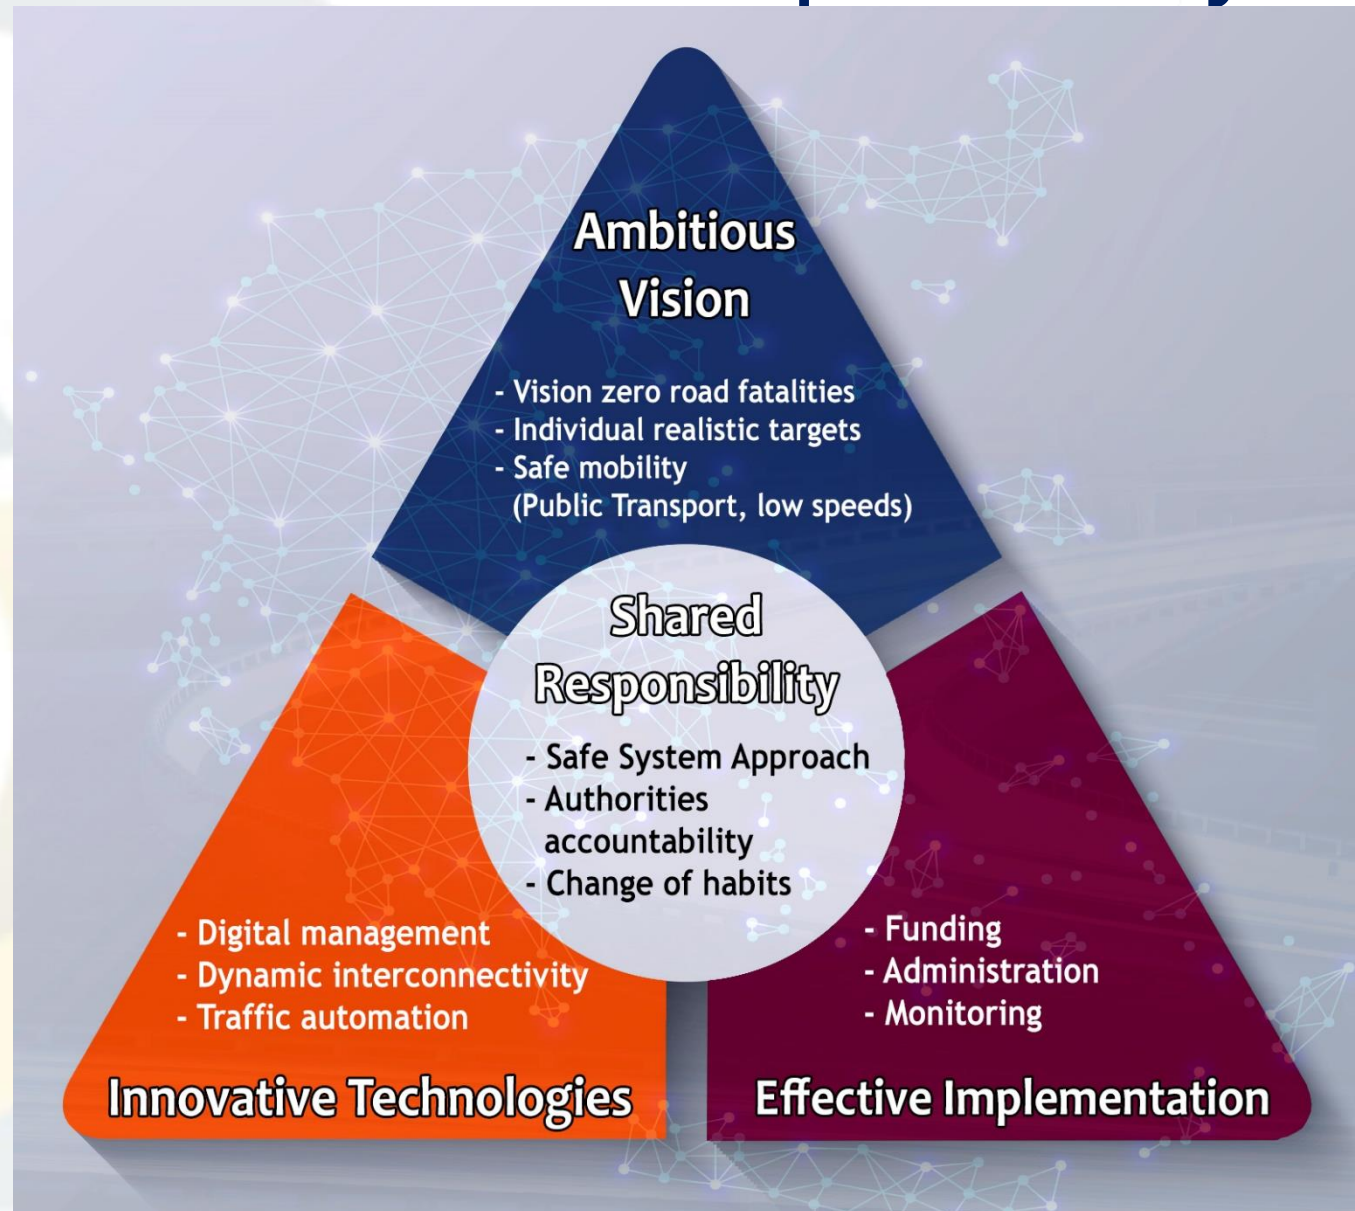 Ambitious
Vision
- Vision zero road fatalities
- Individual realistic targets
- Safe mobility
(Public Transport, low speeds)
Shared
Responsibility
- Safe System Approach
- Authorities
accountability
- Change of habits
- Digital management
- Dynamic interconnectivity
- Traffic automation
Innovative Technologies
- Funding
- Administration
- Monitoring
Effective Implementation